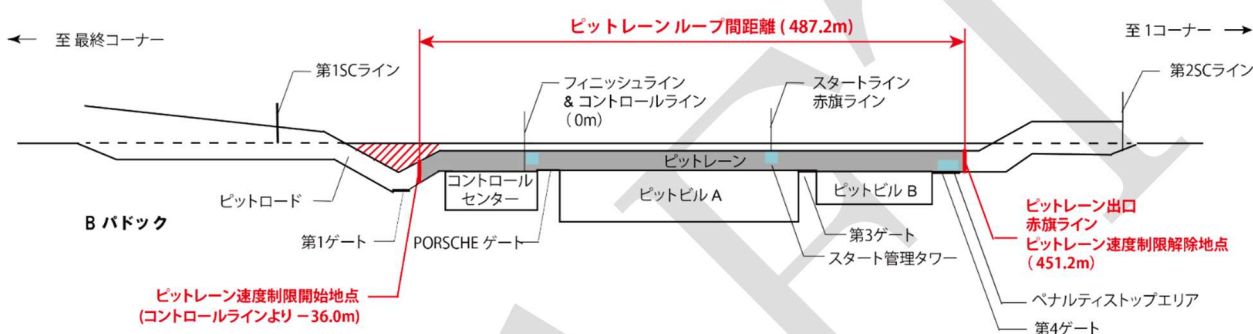 ピットレーン ループ間距離 ( 487.2m)
至 最終コーナー
至 1コーナー
第1SCライン
フィニッシュライン
& コントロールライン
( 0m)
スタートライン
赤旗ライン
第2SCライン
ピットレーン
コントロール
センター
ピットビル A
ピットビル B
ピットロード
B パドック
第1ゲート
PORSCHE ゲート
第3ゲート
スタート管理タワー
ピットレーン出口
赤旗ライン
ピットレーン速度制限解除地点
( 451.2m)
ピットレーン速度制限開始地点
(コントロールラインより −36.0m)
ペナルティストップエリア
第4ゲート